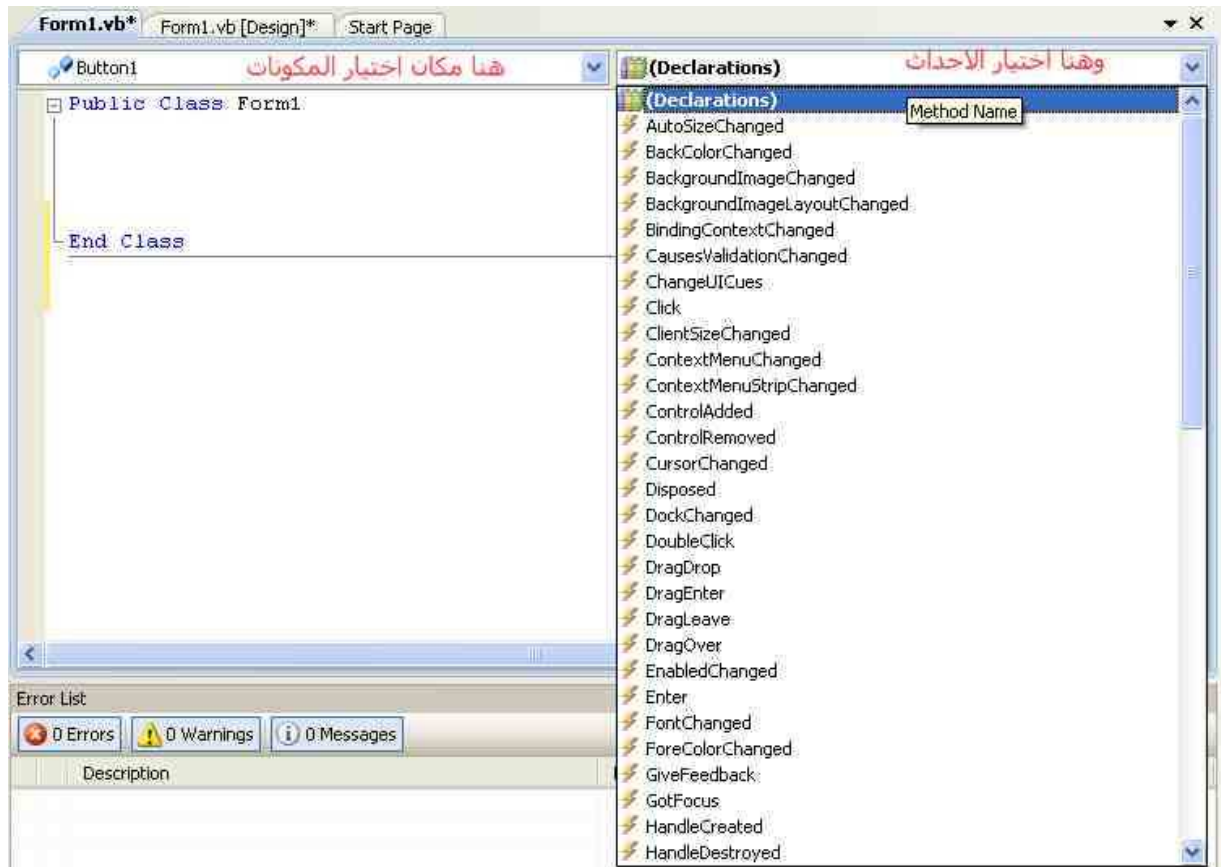 Form1.vb* Form1.vb [Design]* Start Page
Button1 هنا مكان اختيار المكونات (Declarations) وهنا اختيار الاحداث
Public Class Form1
End Class
(Declarations)
Method Name
AutoSizeChanged
BackColorChanged
BackgroundImageChanged
BackgroundImageLayoutChanged
BindingContextChanged
CausesValidationChanged
ChangeUICues
Click
ClientSizeChanged
ContextMenuChanged
ContextMenuStripChanged
ControlAdded
ControlRemoved
CursorChanged
Disposed
DockChanged
DoubleClick
DragDrop
DragEnter
DragLeave
DragOver
EnabledChanged
Enter
FontChanged
ForeColorChanged
GiveFeedback
GotFocus
HandleCreated
HandleDestroyed
Error List
0 Errors 0 Warnings 0 Messages
Description